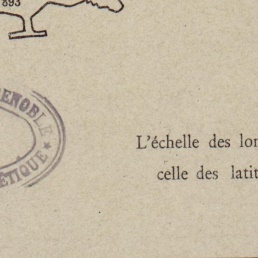 893
ENOBLE
ÉTIQUE *
L'échelle des lon
celle des latit